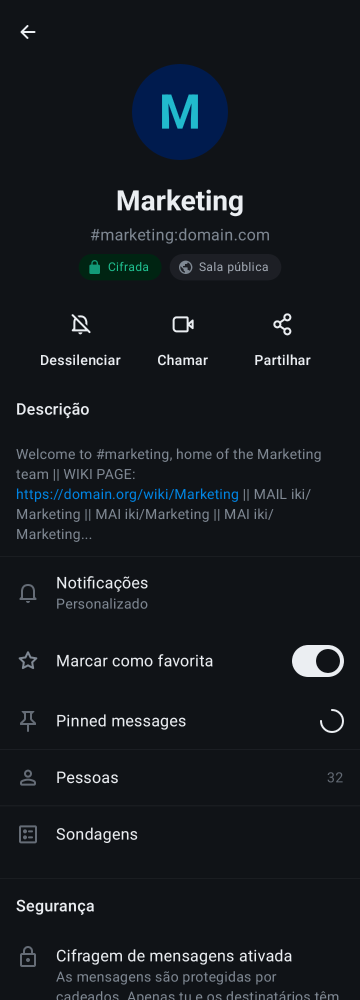 M
Marketing
#marketing:domain.com
Cifrada
Sala pública
Dessilenciar
Chamar
Partilhar
Descrição
Welcome to #marketing, home of the Marketing
team || WIKI PAGE:
https://domain.org/wiki/Marketing || MAIL iki/
Marketing || MAI iki/Marketing || MAI iki/
Marketing...
Notificações
Personalizado
Marcar como favorita
Pinned messages
Pessoas 32
Sondagens
Segurança
Cifragem de mensagens ativada
As mensagens são protegidas por
cadeados. Apenas tu e os destinatários têm